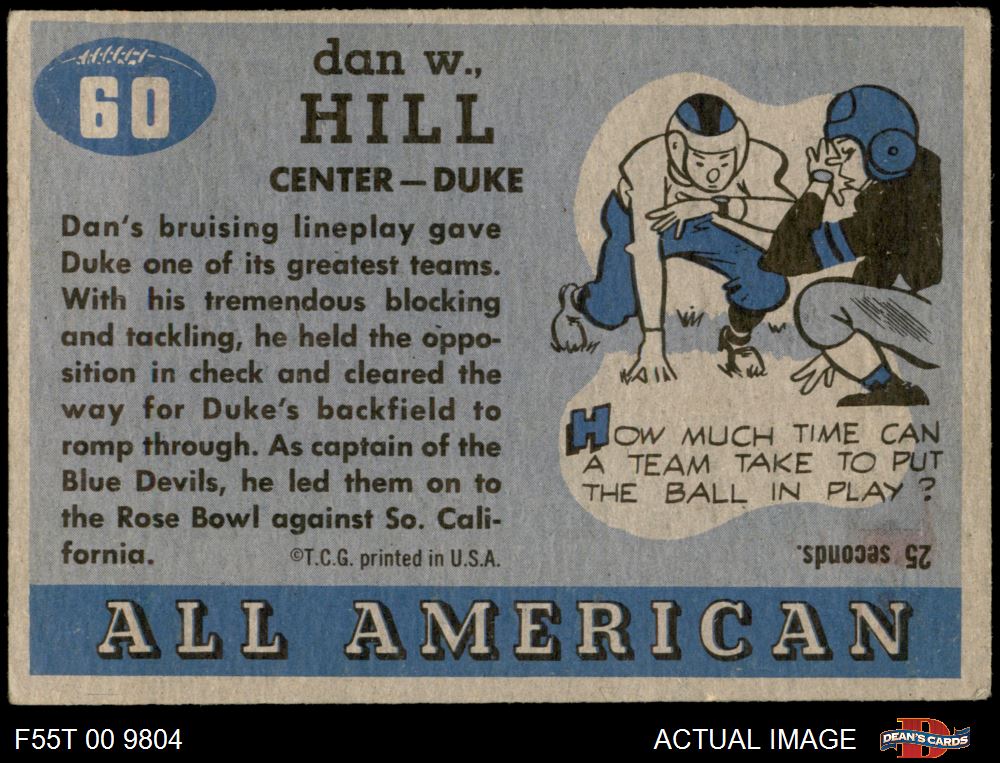 60
dan w.,
HILL
CENTER—DUKE
Dan's bruising lineplay gave
Duke one of its greatest teams.
With his tremendous blocking
and tackling, he held the oppo-
sition in check and cleared the
way for Duke's backfield to
romp through. As captain of the
Blue Devils, he led them on to
the Rose Bowl against So. Cali-
fornia.
©T.C.G. printed in U.S.A.
HOW MUCH TIME CAN
A TEAM TAKE TO PUT
THE BALL IN PLAY?
25 seconds.
ALL AMERICAN
F55T 00 9804
ACTUAL IMAGE
D
DEAN'S CARDS